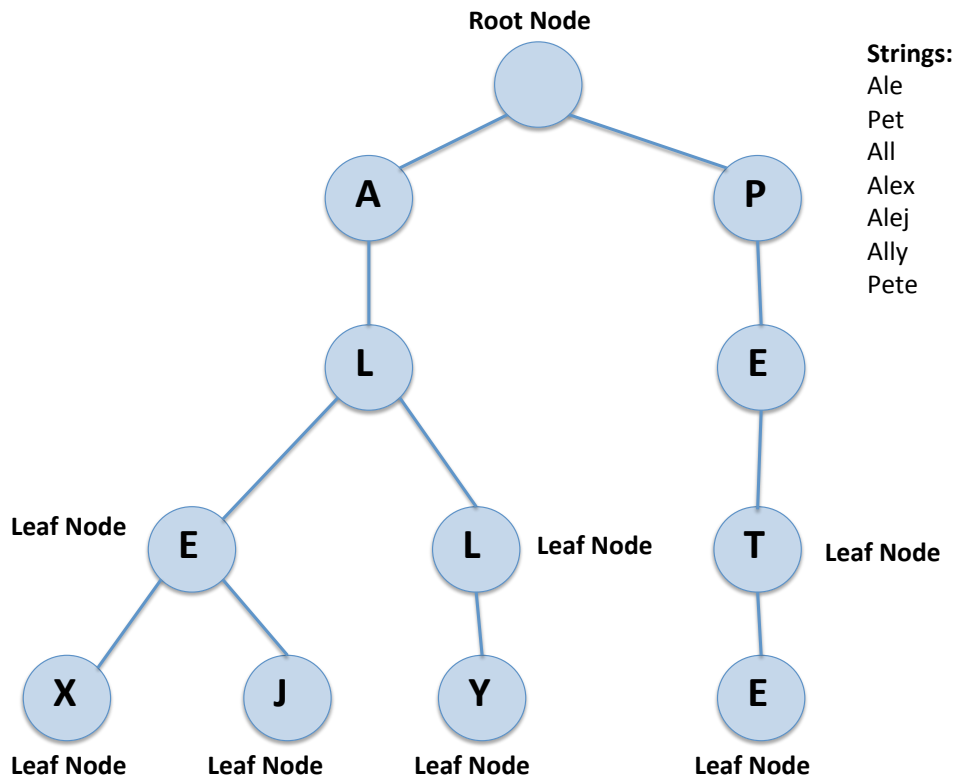 Root Node
Strings:
Ale
Pet
All
Alex
Alej
Ally
Pete
A
P
L
E
Leaf Node
E
L
Leaf Node
T
Leaf Node
X
J
Y
E
Leaf Node
Leaf Node
Leaf Node
Leaf Node